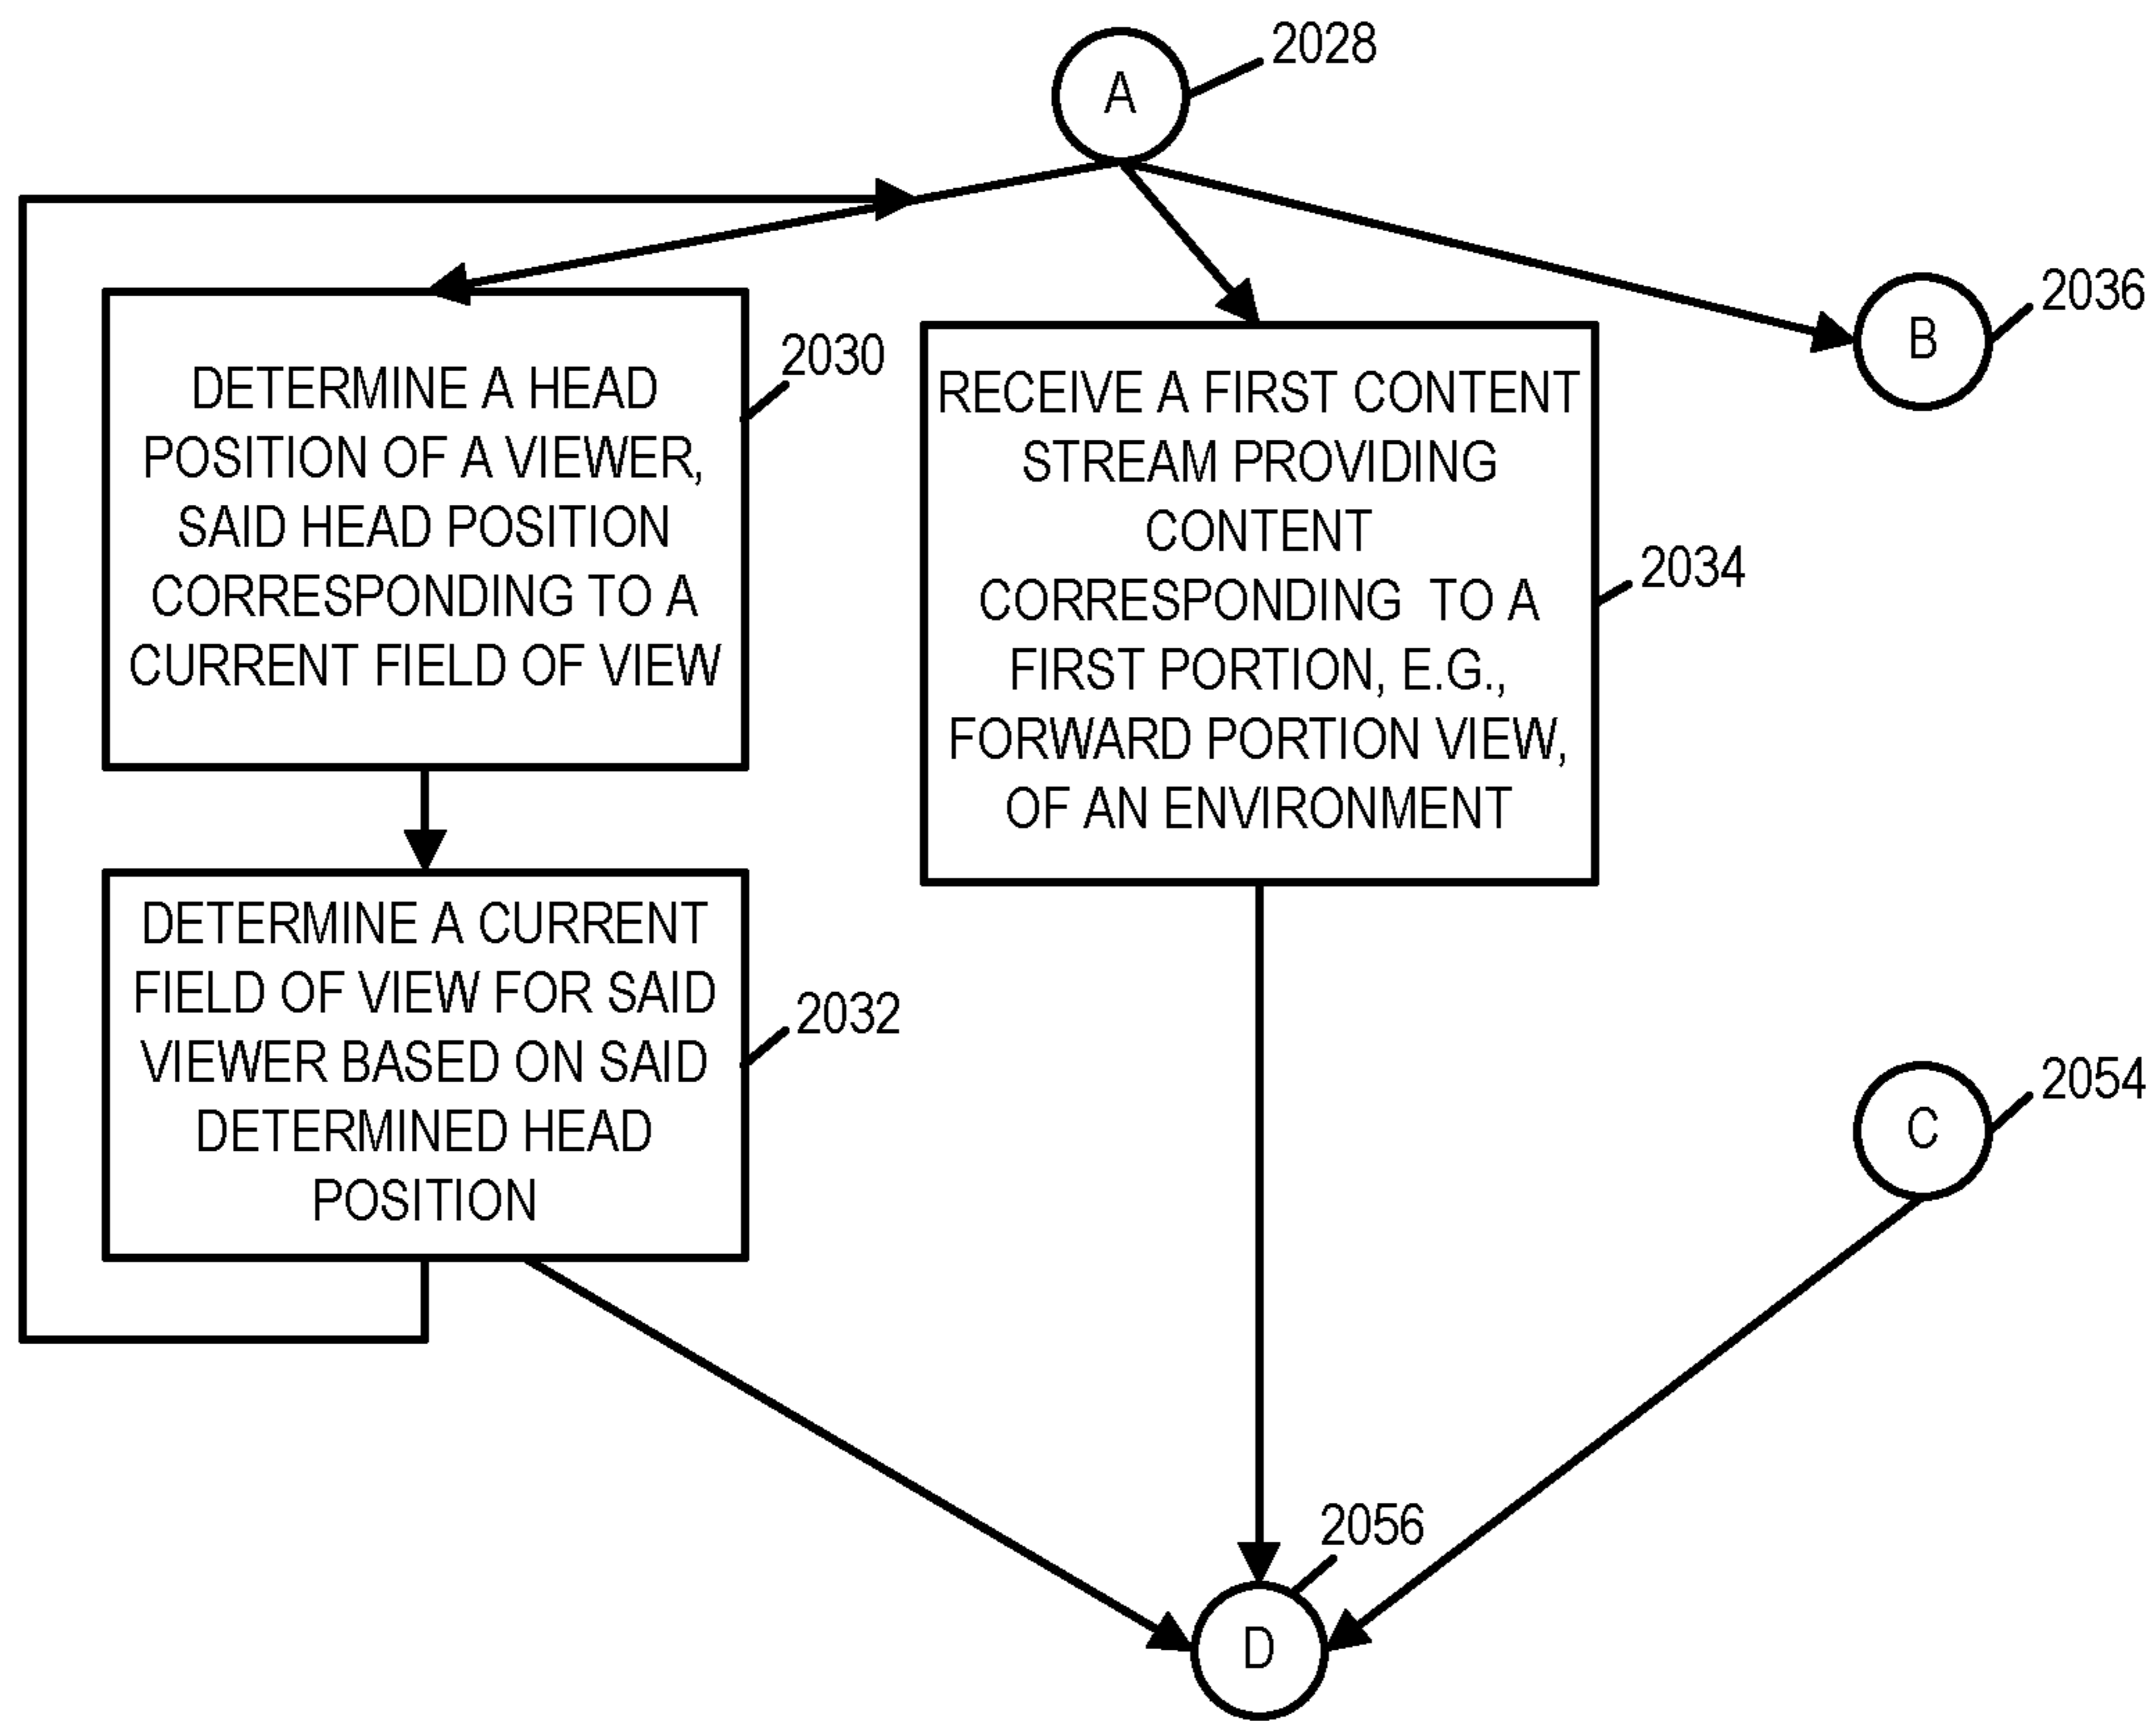 A
2028
B
2036
DETERMINE A HEAD
POSITION OF A VIEWER,
SAID HEAD POSITION
CORRESPONDING TO A
CURRENT FIELD OF VIEW
2030
RECEIVE A FIRST CONTENT
STREAM PROVIDING
CONTENT
CORRESPONDING TO A
FIRST PORTION, E.G.,
FORWARD PORTION VIEW,
OF AN ENVIRONMENT
2034
DETERMINE A CURRENT
FIELD OF VIEW FOR SAID
VIEWER BASED ON SAID
DETERMINED HEAD
POSITION
2032
C
2054
2056
D